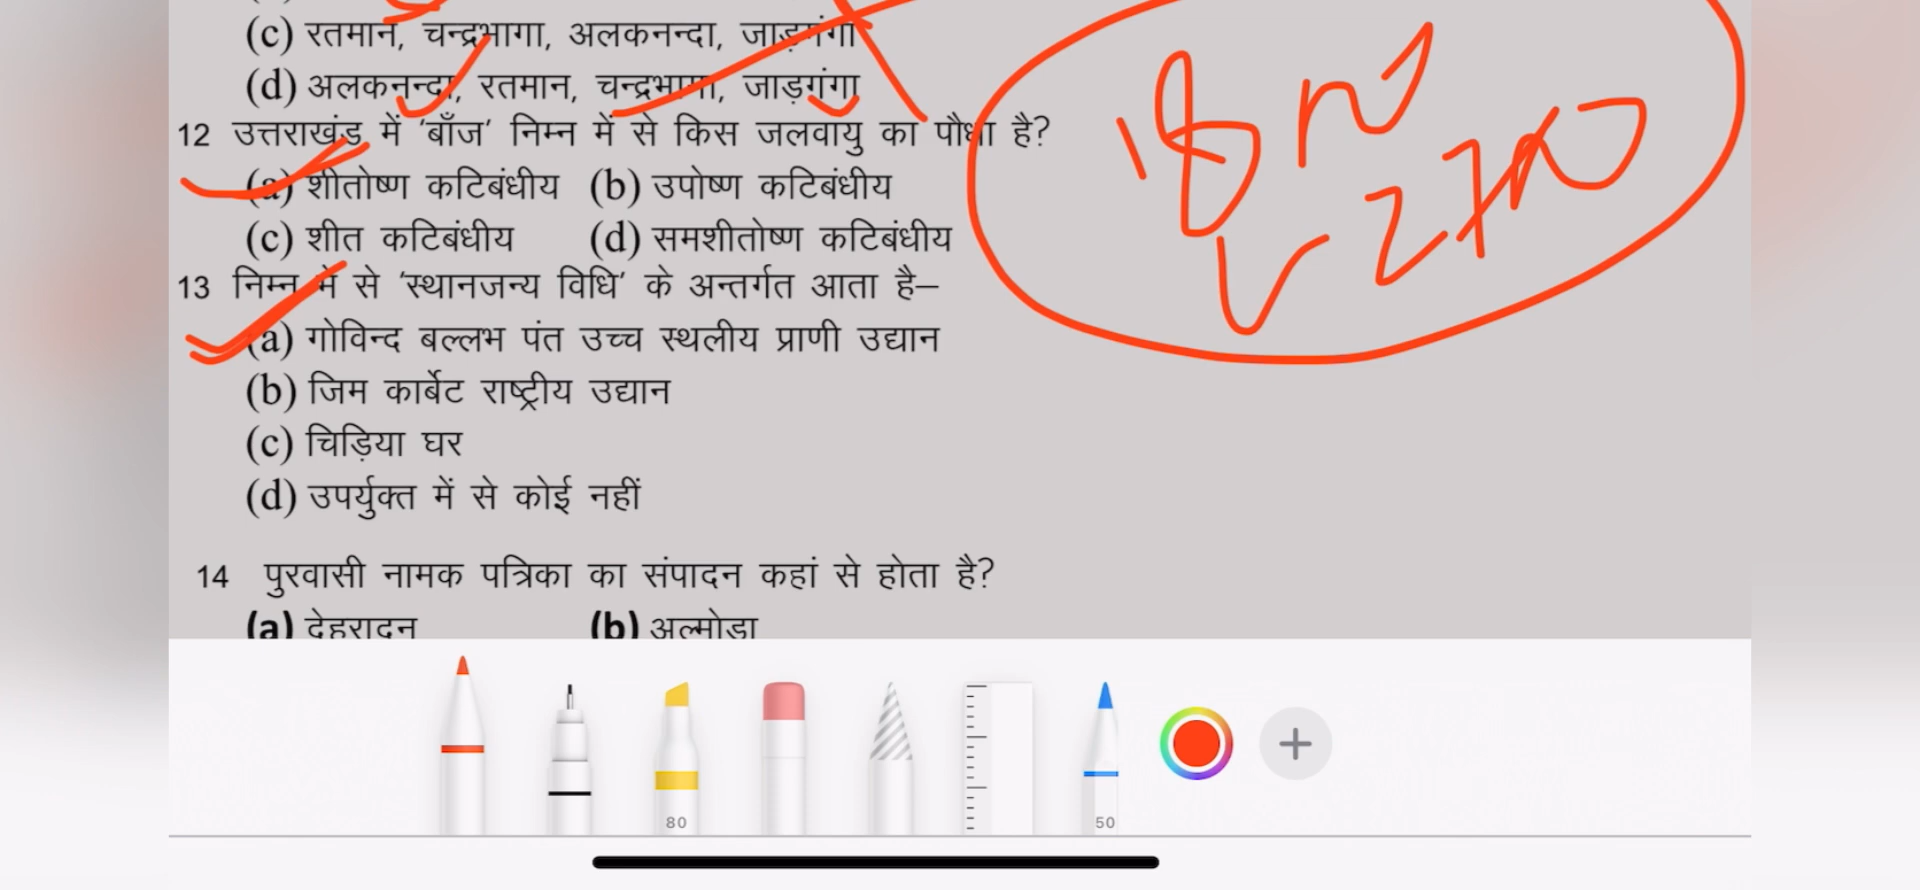 (c) रतमान, चन्द्रभागा, अलकनन्दा, जाड़गंगा
(d) अलकनन्दा, रतमान, चन्द्रभागा, जाड़गंगा
12 उत्तराखंड में 'बाँज' निम्न में से किस जलवायु का पौधा है?
(a) शीतोष्ण कटिबंधीय (b) उपोष्ण कटिबंधीय
(c) शीत कटिबंधीय (d) समशीतोष्ण कटिबंधीय
13 निम्न में से 'स्थानजन्य विधि' के अन्तर्गत आता है–
(a) गोविन्द बल्लभ पंत उच्च स्थलीय प्राणी उद्यान
(b) जिम कार्बेट राष्ट्रीय उद्यान
(c) चिड़िया घर
(d) उपर्युक्त में से कोई नहीं
14 पुरवासी नामक पत्रिका का संपादन कहां से होता है?
(a) देहरादून (b) अल्मोड़ा
80 50